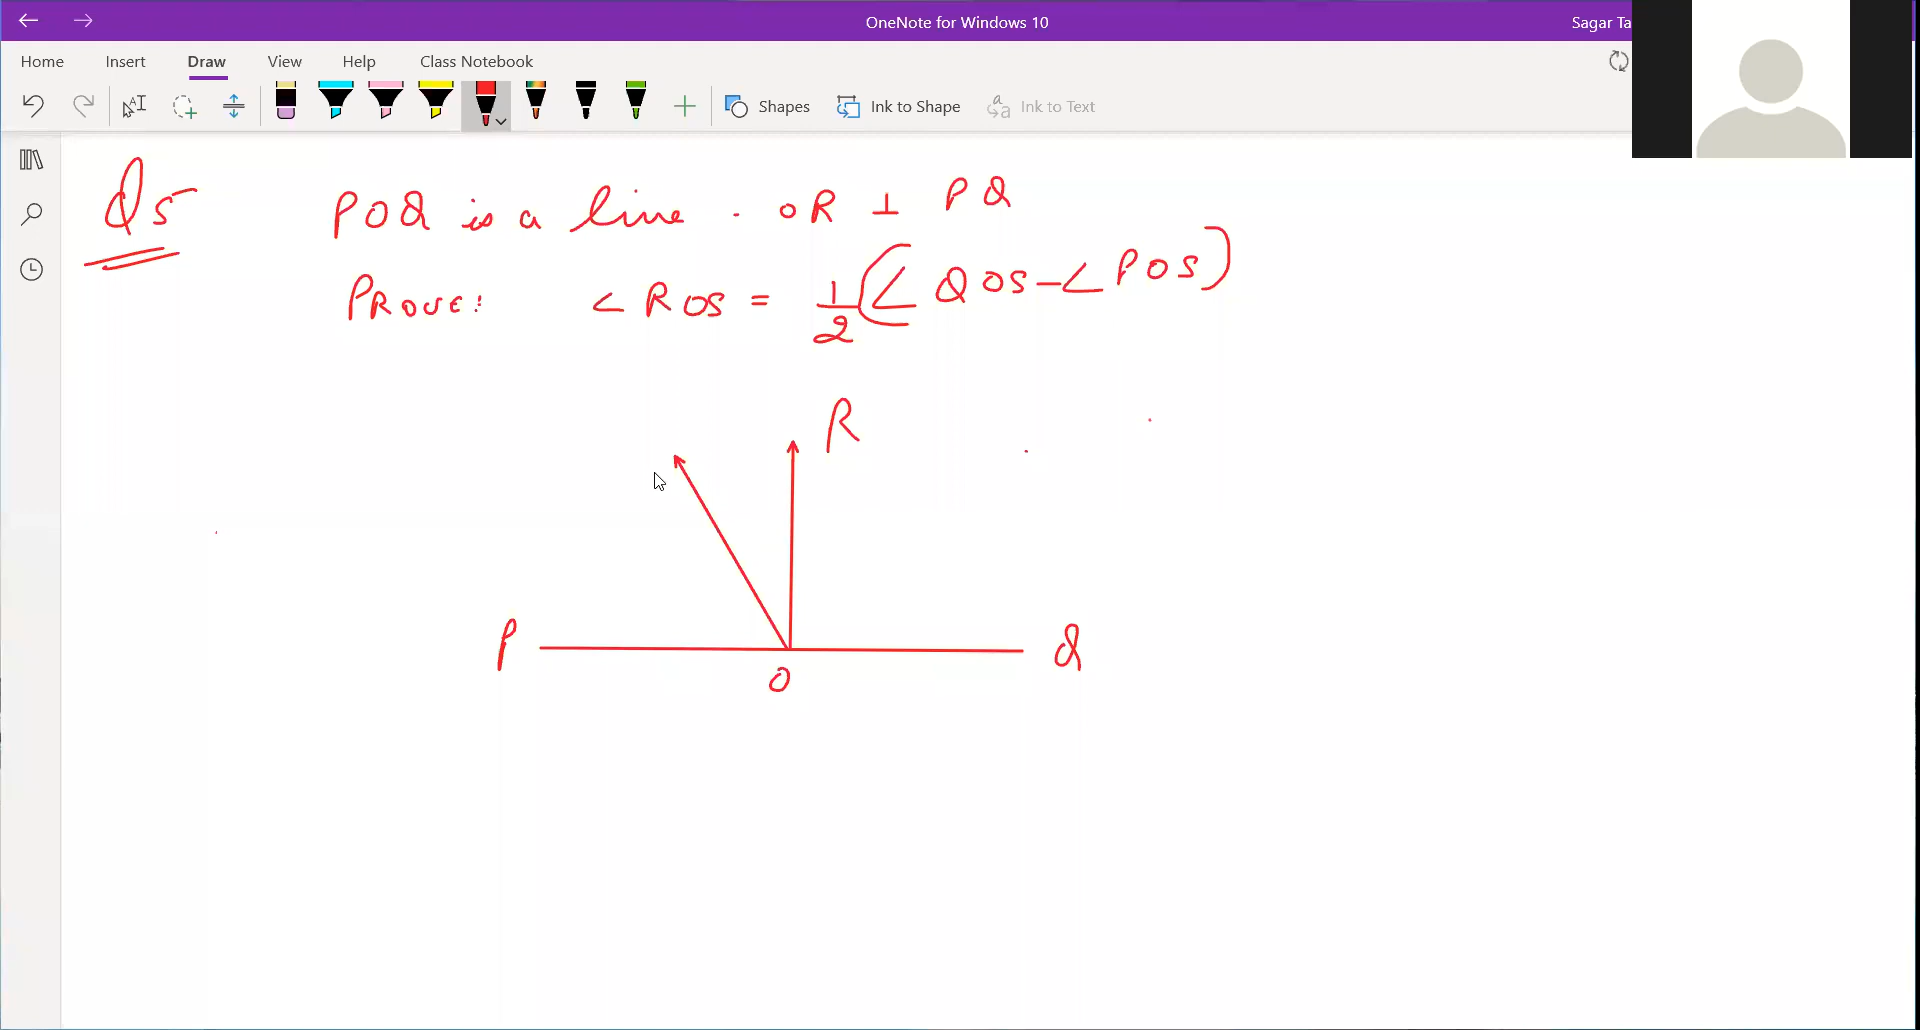 OneNote for Windows 10
Sagar Ta
Home Insert Draw View Help Class Notebook
Shapes Ink to Shape Ink to Text
Q5 POQ is a line . OR ⊥ PQ
PROVE: ∠ROS = 1/2 (∠QOS - ∠POS)
R
P Q
O